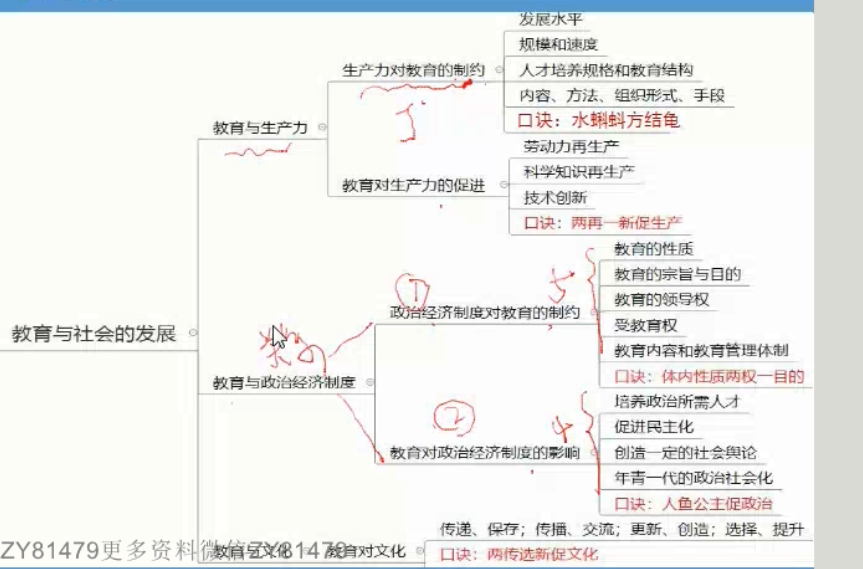 发展水平
规模和速度
生产力对教育的制约
人才培养规格和教育结构
内容、方法、组织形式、手段
口诀：水蝌蚪方结龟
教育与生产力
劳动力再生产
科学知识再生产
教育对生产力的促进
技术创新
口诀：两再一新促生产
教育的性质
教育的宗旨与目的
①
5
教育的领导权
政治经济制度对教育的制约
受教育权
教育与社会的发展
教育内容和教育管理体制
口诀：体内性质两权一目的
教育与政治经济制度
培养政治所需人才
②
4
促进民主化
教育对政治经济制度的影响
创造一定的社会舆论
年青一代的政治社会化
口诀：人鱼公主促政治
传递、保存；传播、交流；更新、创造；选择、提升
教育与文化
教育对文化
口诀：两传选新促文化
ZY81479更多资料微信ZY81479